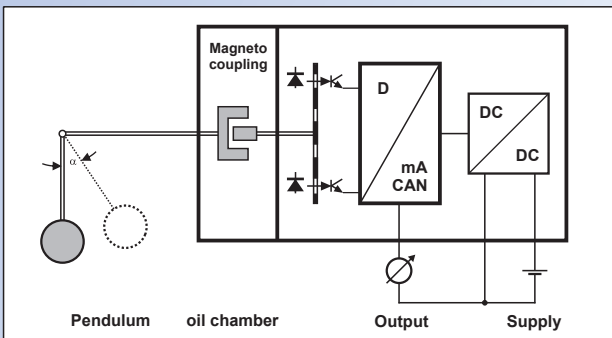 Magneto
coupling
D
mA
CAN
DC
DC
α
Pendulum oil chamber Output Supply